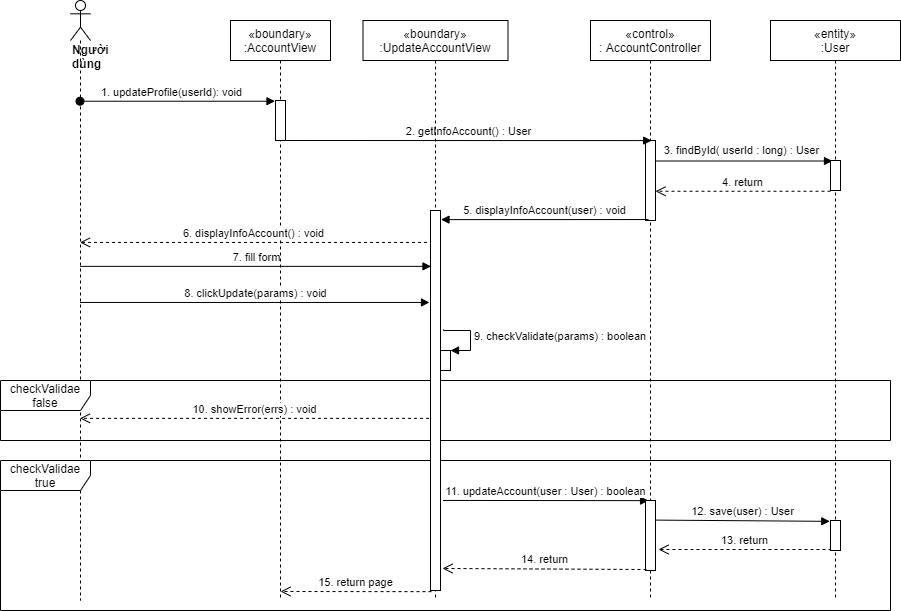 «boundary»
:AccountView
«boundary»
:UpdateAccountView
«control»
: AccountController
«entity»
:User
Người
dùng
1. updateProfile(userId): void
2. getInfoAccount() : User
3. findById( userId : long) : User
4. return
5. displayInfoAccount(user) : void
6. displayInfoAccount() : void
7. fill form
8. clickUpdate(params) : void
9. checkValidate(params) : boolean
checkValidae
false
10. showError(errs) : void
checkValidae
true
11. updateAccount(user : User) : boolean
12. save(user) : User
13. return
14. return
15. return page